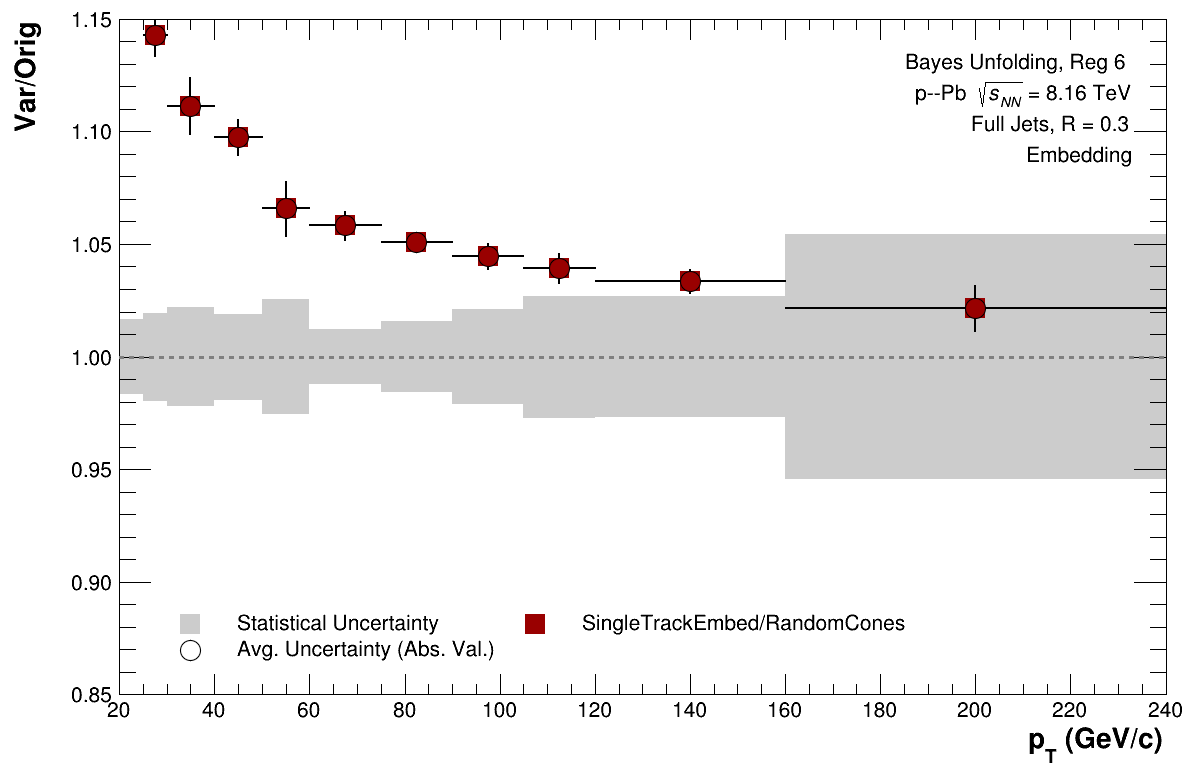 Var/Orig
1.15
1.10
1.05
1.00
0.95
0.90
0.85
Bayes Unfolding, Reg 6
p--Pb √sNN = 8.16 TeV
Full Jets, R = 0.3
Embedding
Statistical Uncertainty
SingleTrackEmbed/RandomCones
Avg. Uncertainty (Abs. Val.)
20 40 60 80 100 120 140 160 180 200 220 240
pT (GeV/c)